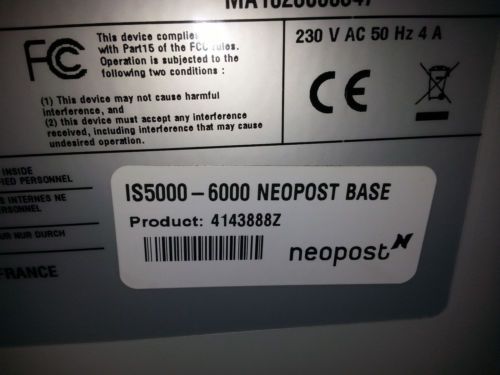 This device complies
with Part15 of the FCC rules.
Operation is subjected to the
following two conditions :
FC
230 V AC 50 Hz 4 A
CE
(1) This device may not cause harmful
interference, and
(2) this device must accept any interference
received, including interference that may cause
undesired operation.
INSIDE
PERSONNEL
INTERNES NE
NUR DURCH
FRANCE
IS5000 – 6000 NEOPOST BASE
Product: 4143888Z
neopost